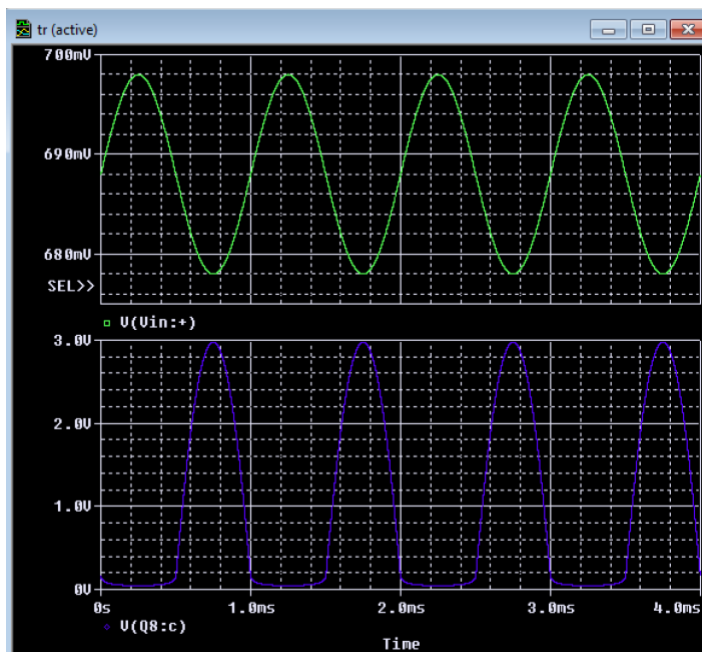 tr (active)
700mV
690mV
680mV
SEL>>
V(Vin:+)
3.0V
2.0V
1.0V
0V
0s 1.0ms 2.0ms 3.0ms 4.0ms
V(Q8:c)
Time